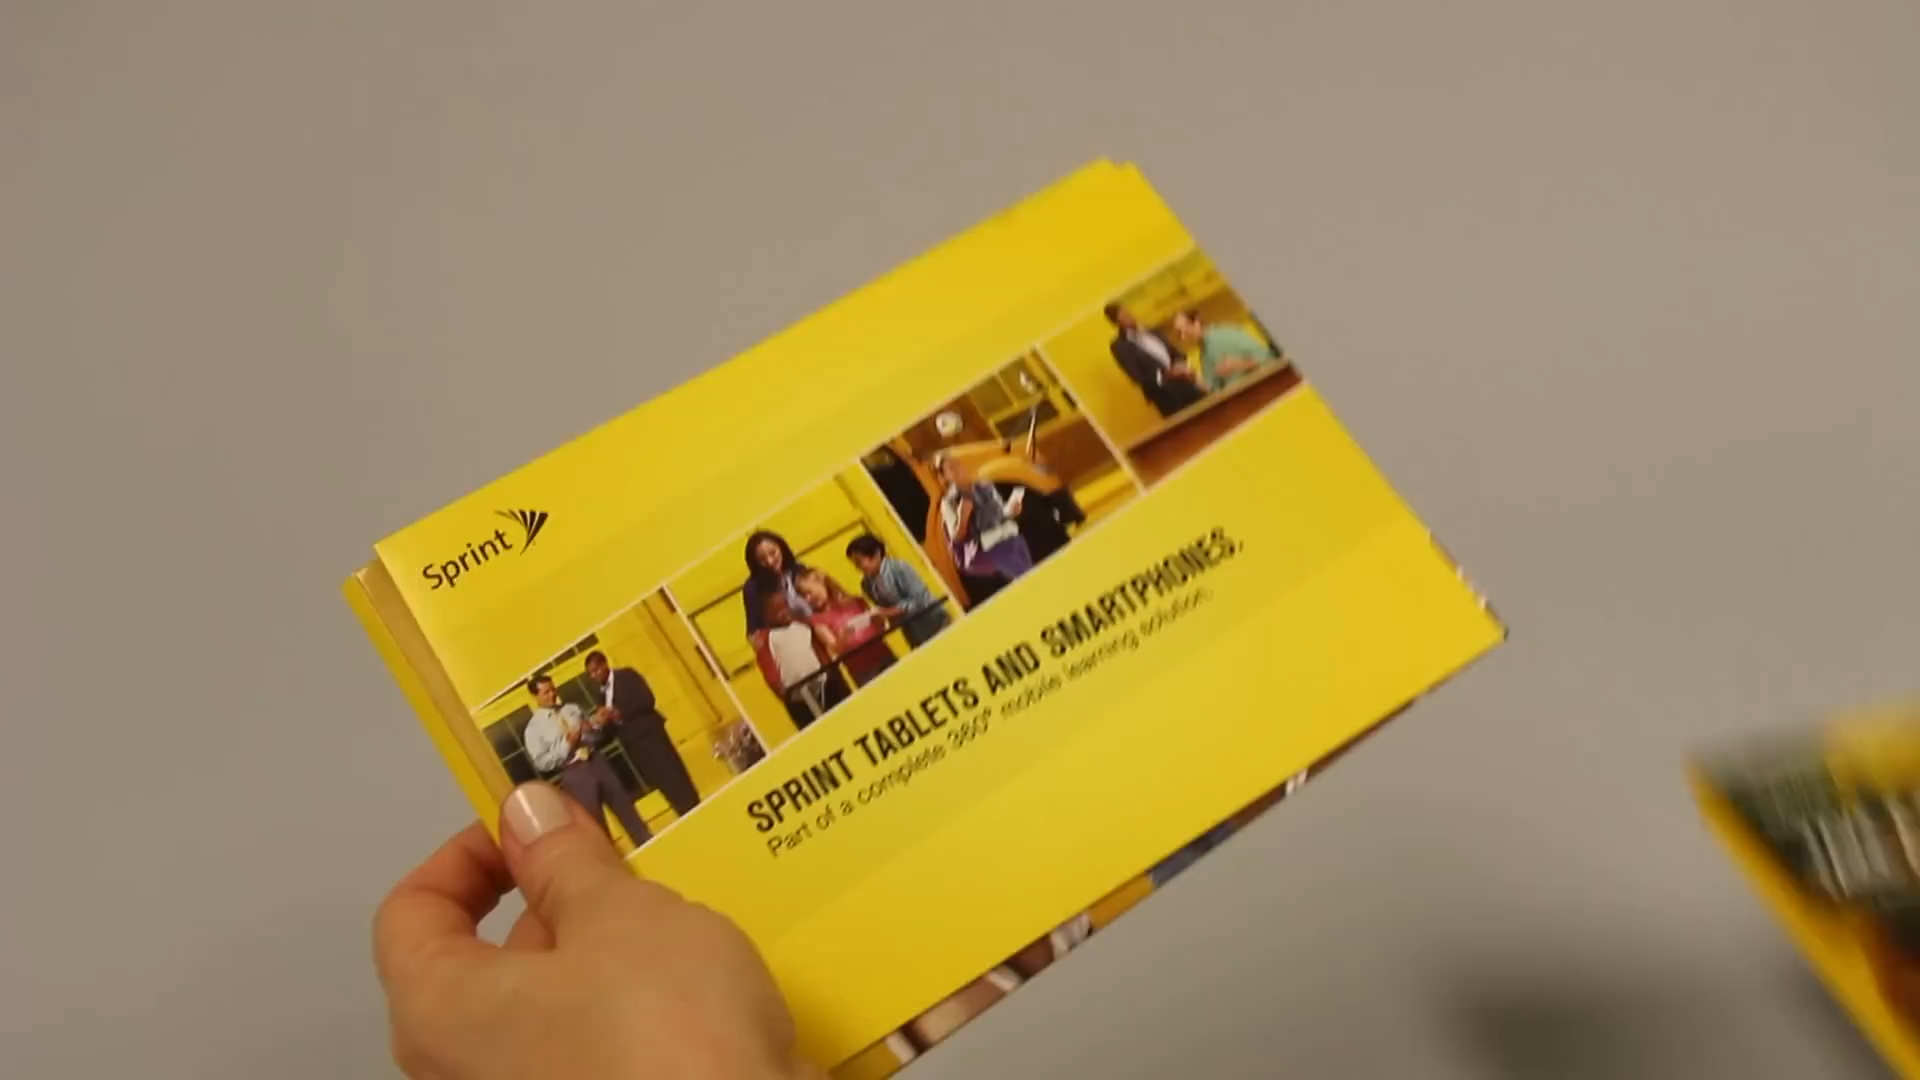 Sprint
SPRINT TABLETS AND SMARTPHONES.
Part of a complete 360° mobile learning solution.